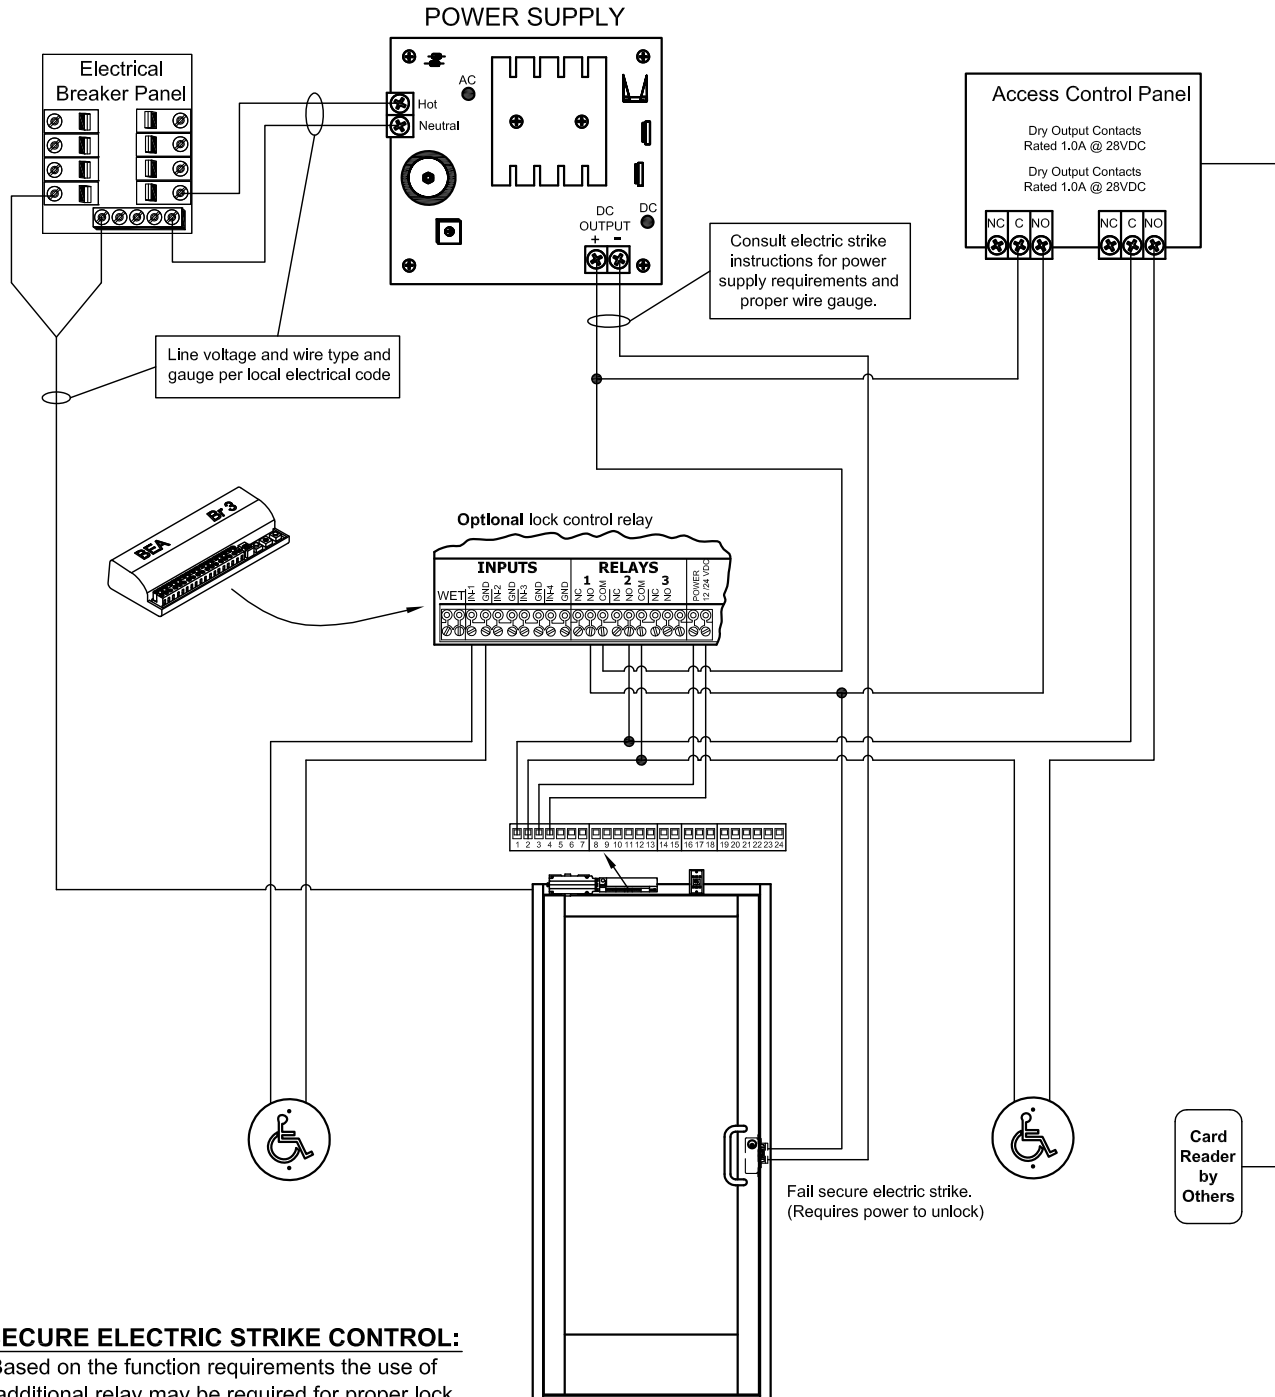 POWER SUPPLY
Electrical
Breaker Panel
AC
Hot
Neutral
DC
OUTPUT
+ -
DC
Access Control Panel
Dry Output Contacts
Rated 1.0A @ 28VDC
Dry Output Contacts
Rated 1.0A @ 28VDC
NC C NO
NC C NO
Consult electric strike
instructions for power
supply requirements and
proper wire gauge.
Line voltage and wire type and
gauge per local electrical code
BEA Br 3
Optional lock control relay
INPUTS RELAYS
1 2 3
WET IN-1 GND IN-2 GND IN-3 GND IN-4 GND NC NO COM NC NO COM NC NO POWER 12 /24 VDC
1 2 3 4 5 6 7 8 9 10 11 12 13 14 15 16 17 18 19 20 21 22 23 24
Card
Reader
by
Others
Fail secure electric strike.
(Requires power to unlock)
ECURE ELECTRIC STRIKE CONTROL:
Based on the function requirements the use of
additional relay may be required for proper lock